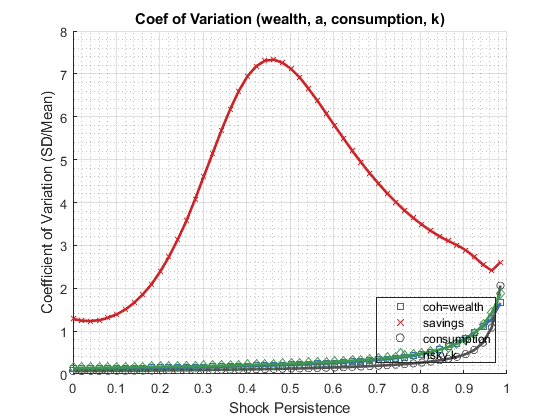 Coef of Variation (wealth, a, consumption, k)
Coefficient of Variation (SD/Mean)
8
7
6
5
4
3
2
1
0
coh=wealth
savings
consumption
risky k
0 0.1 0.2 0.3 0.4 0.5 0.6 0.7 0.8 0.9 1
Shock Persistence